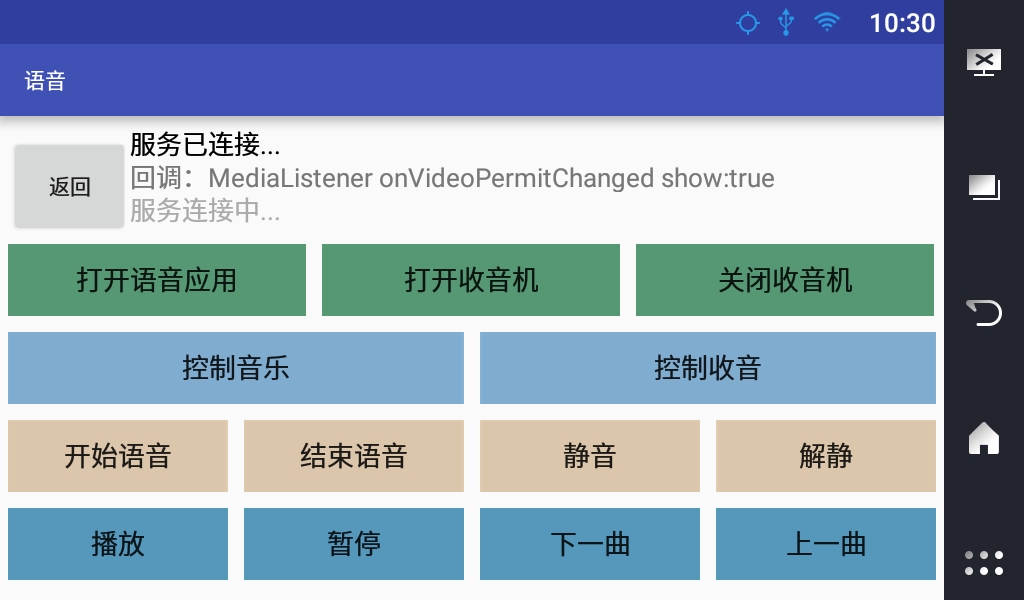 10:30
语音
返回
服务已连接...
回调：MediaListener onVideoPermitChanged show:true
服务连接中...
打开语音应用
打开收音机
关闭收音机
控制音乐
控制收音
开始语音
结束语音
静音
解静
播放
暂停
下一曲
上一曲